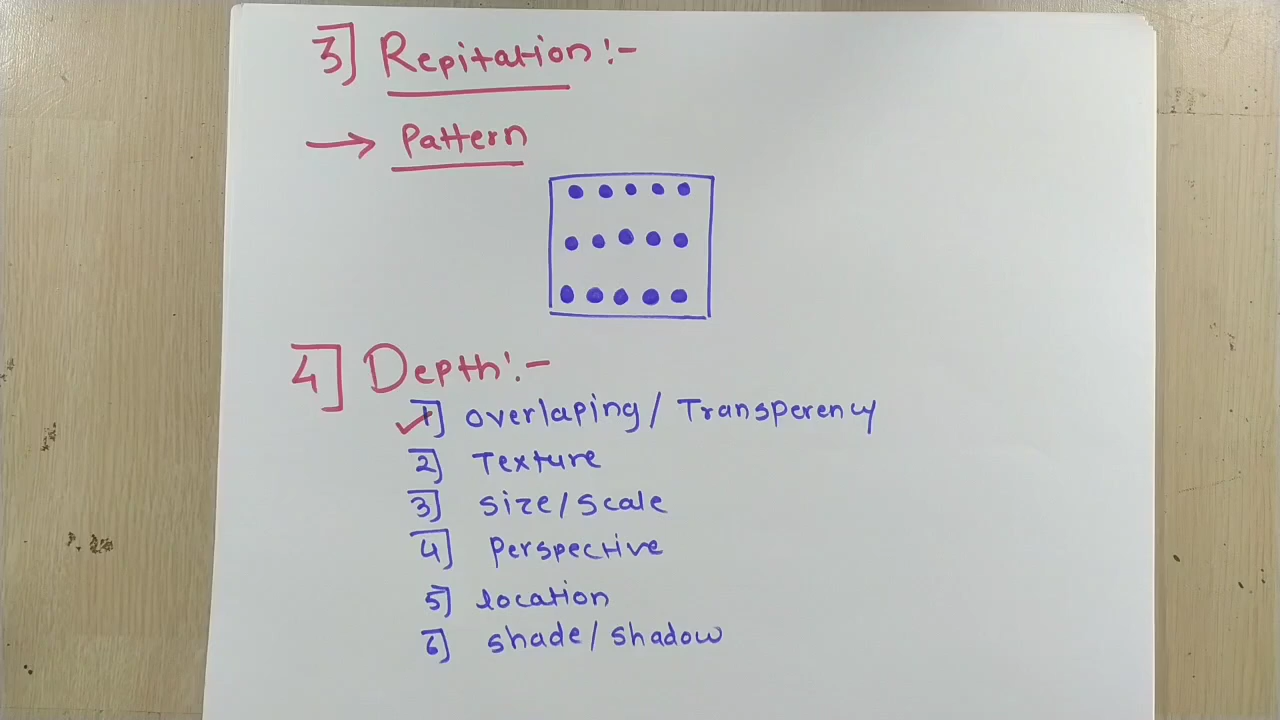 3] Repitation :-
→ Pattern
4] Depth :-
1] overlaping / Transperency
2] Texture
3] size / scale
4] perspective
5] location
6] shade / shadow